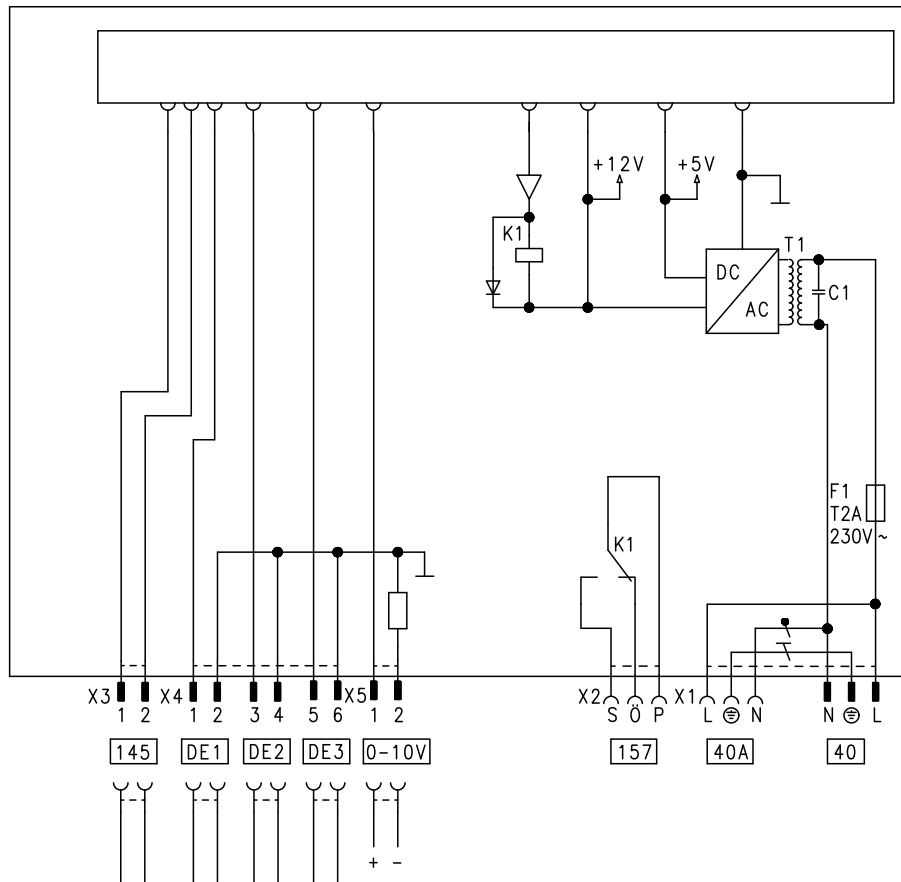 +12V +5V
K1 T1
DC
C1
AC
F1
T2A
230V~
K1
X3 X4 X5 X2 X1
1 2 1 2 3 4 5 6 1 2 S Ö P L N N L
145 DE1 DE2 DE3 0-10V 157 40A 40
+ -